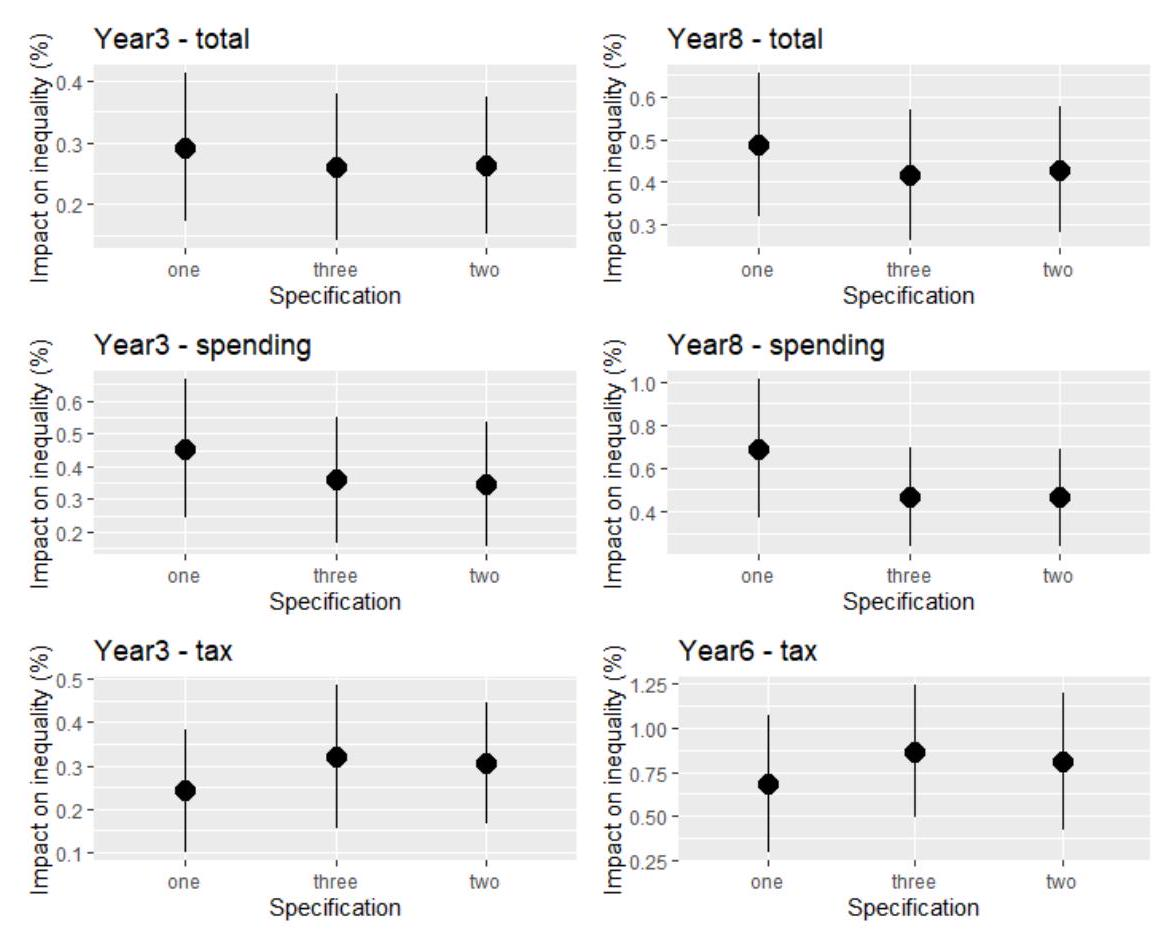 Year3 - total
Impact on inequality (%)
0.4
0.3
0.2
one three two
Specification
Year8 - total
Impact on inequality (%)
0.6
0.5
0.4
0.3
one three two
Specification
Year3 - spending
Impact on inequality (%)
0.6
0.5
0.4
0.3
0.2
one three two
Specification
Year8 - spending
Impact on inequality (%)
1.0
0.8
0.6
0.4
one three two
Specification
Year3 - tax
Impact on inequality (%)
0.5
0.4
0.3
0.2
0.1
one three two
Specification
Year6 - tax
Impact on inequality (%)
1.25
1.00
0.75
0.50
0.25
one three two
Specification